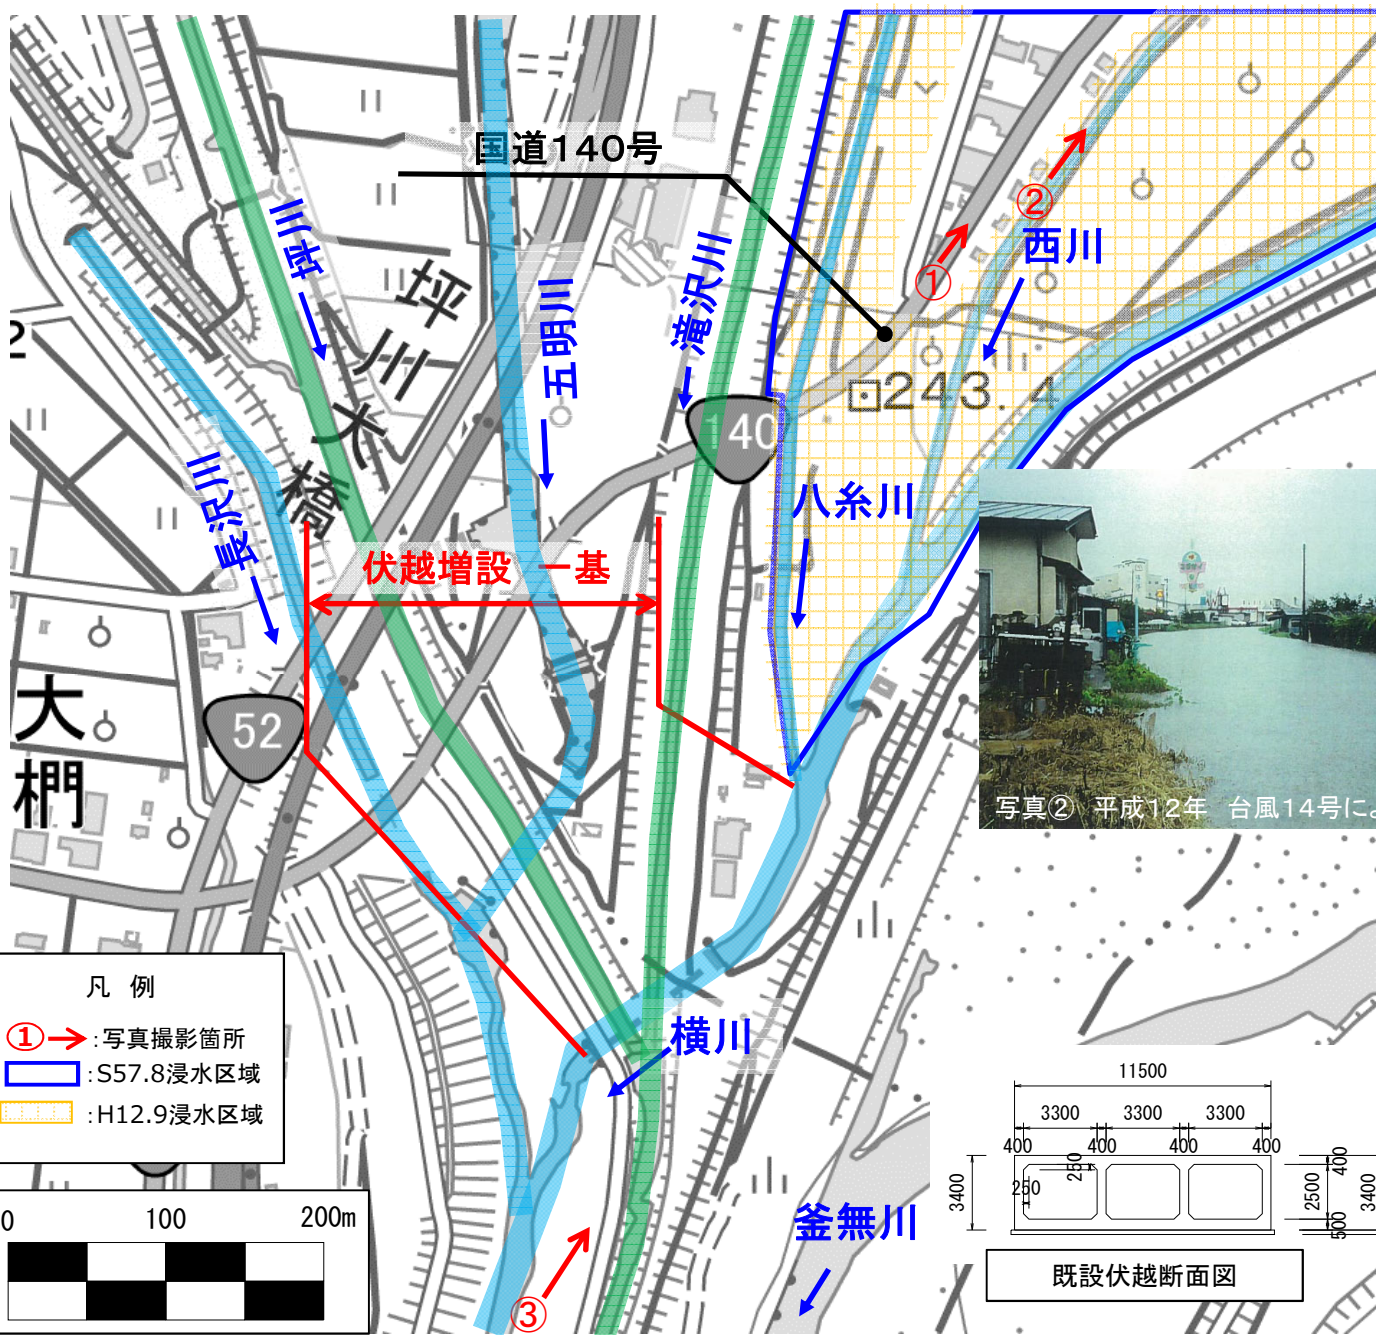 国道140号
②
坪川
西川
①
坪川大橋
五明川
滝沢川
2
243.4
140
長沢川
八糸川
伏越増設 一基
大椚
52
写真② 平成12年 台風14号に
凡 例
① :写真撮影箇所
:S57.8浸水区域
:H12.9浸水区域
横川
11500
3300 3300 3300
400 400 400 400
250 250
3400
400
2500
500
3400
0 100 200m
釜無川
既設伏越断面図
③